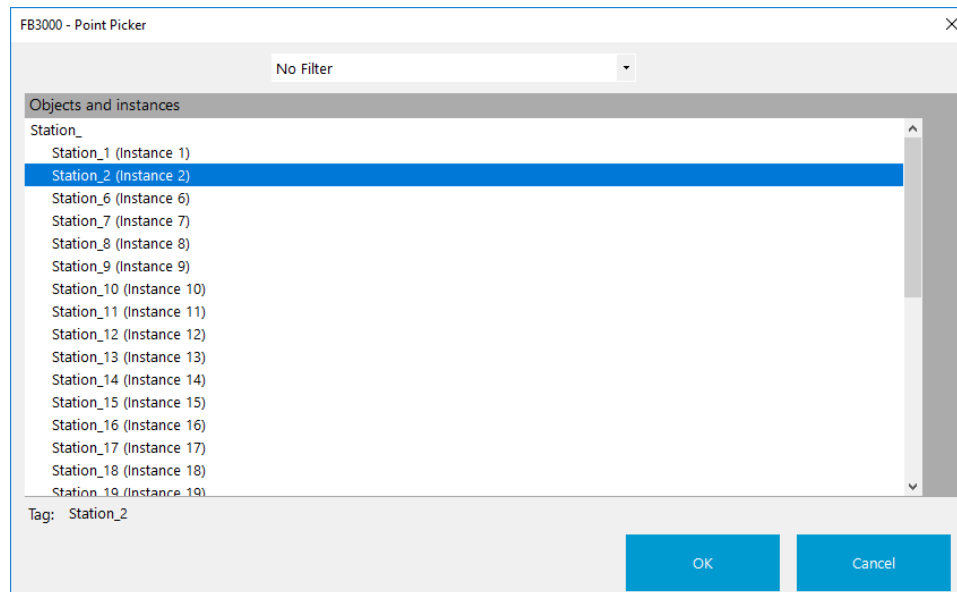 FB3000 - Point Picker
No Filter
Objects and instances
Station_
Station_1 (Instance 1)
Station_2 (Instance 2)
Station_6 (Instance 6)
Station_7 (Instance 7)
Station_8 (Instance 8)
Station_9 (Instance 9)
Station_10 (Instance 10)
Station_11 (Instance 11)
Station_12 (Instance 12)
Station_13 (Instance 13)
Station_14 (Instance 14)
Station_15 (Instance 15)
Station_16 (Instance 16)
Station_17 (Instance 17)
Station_18 (Instance 18)
Station_19 (Instance 19)
Tag: Station_2
OK Cancel